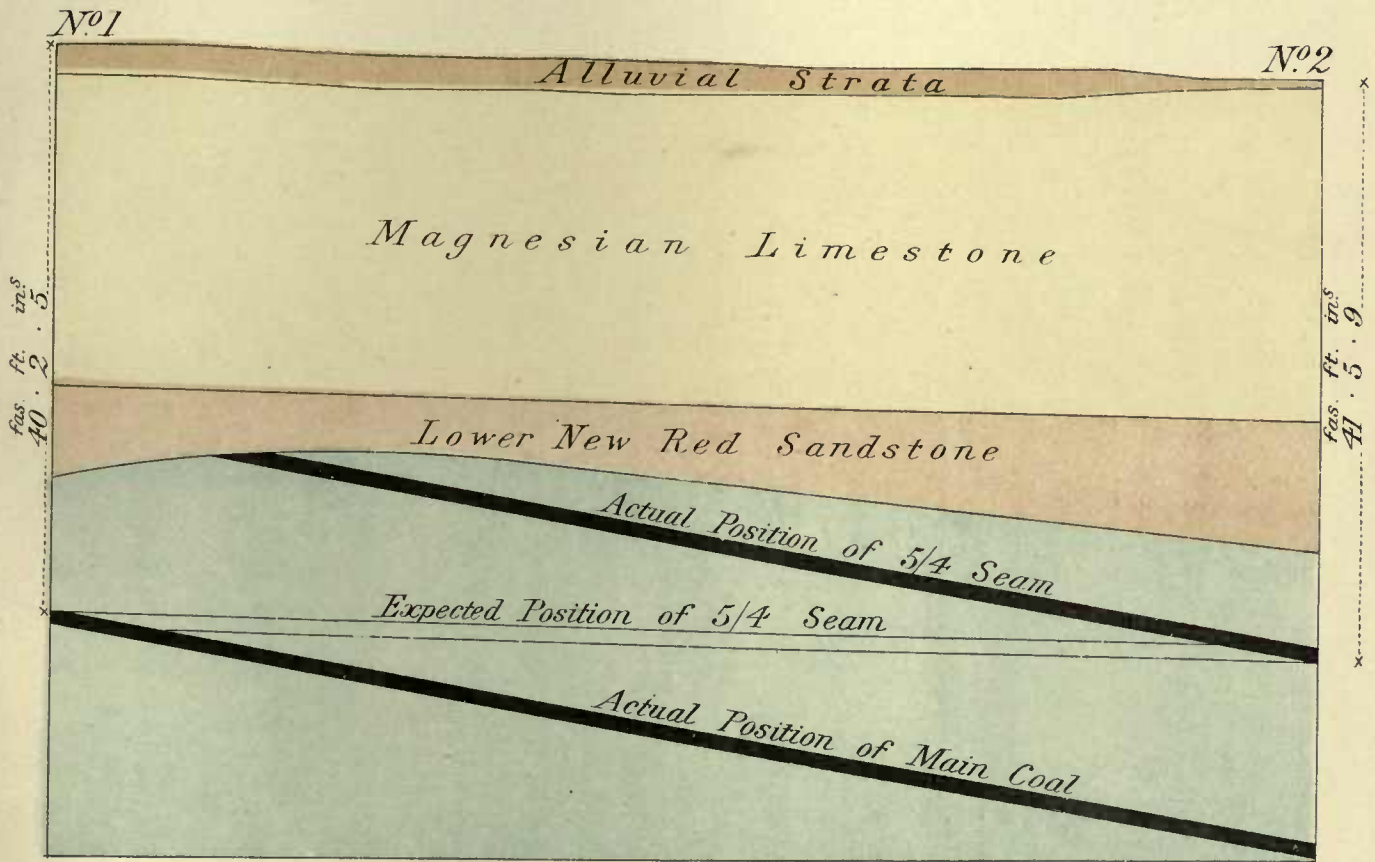 Nº1
Nº2
Alluvial Strata
Magnesian Limestone
fas. ft. ins
40 . 2 . 5
fas. ft. ins
41 . 5 . 9
Lower New Red Sandstone
Actual Position of 5/4 Seam
Expected Position of 5/4 Seam
Actual Position of Main Coal